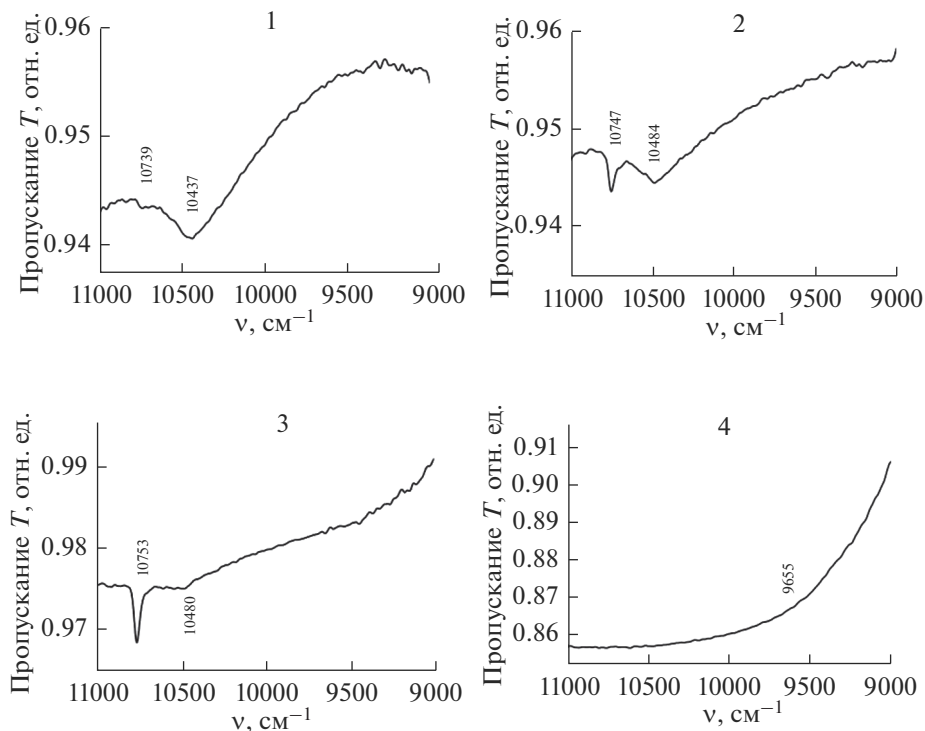 1
Пропускание T, отн. ед.
0.96
0.95
0.94
10739
10437
11000 10500 10000 9500 9000
ν, см−1
2
Пропускание T, отн. ед.
0.96
0.95
0.94
10747
10484
11000 10500 10000 9500 9000
ν, см−1
3
Пропускание T, отн. ед.
0.99
0.98
0.97
10753
10480
11000 10500 10000 9500 9000
ν, см−1
4
Пропускание T, отн. ед.
0.91
0.90
0.89
0.88
0.87
0.86
9655
11000 10500 10000 9500 9000
ν, см−1